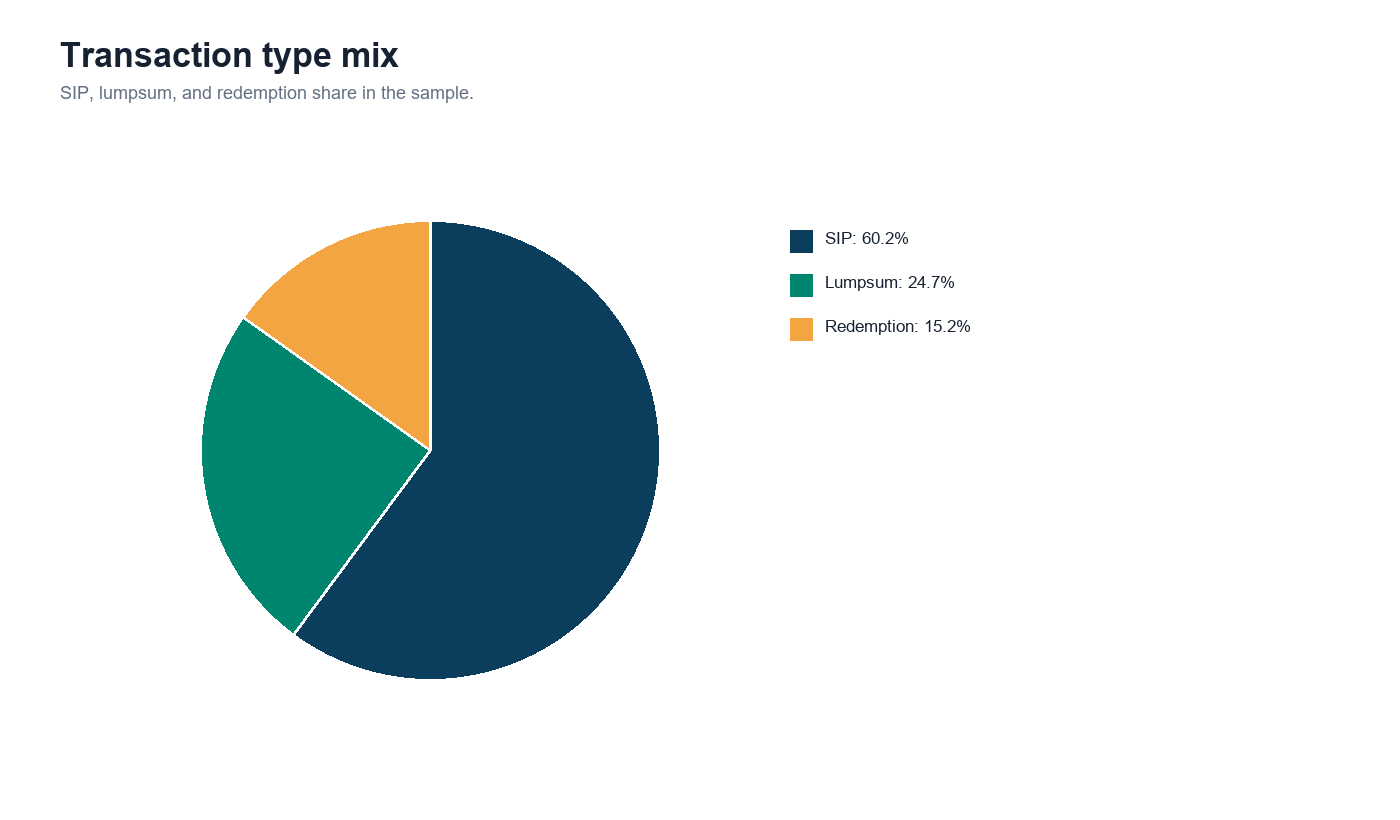 Transaction type mix
SIP, lumpsum, and redemption share in the sample.
SIP: 60.2%
Lumpsum: 24.7%
Redemption: 15.2%